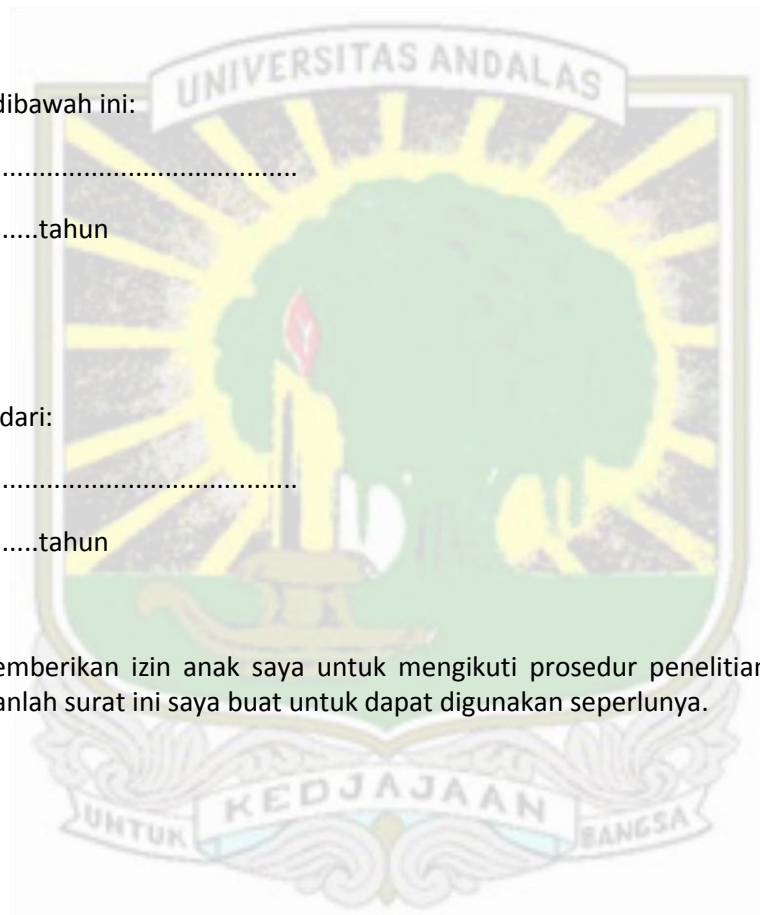 UNIVERSITAS ANDALAS
dibawah ini:
..........................................
.....tahun
dari:
..........................................
.....tahun
emberikan izin anak saya untuk mengikuti prosedur penelitian
anlah surat ini saya buat untuk dapat digunakan seperlunya.
UNTUK KEDJAJAAN BANGSA